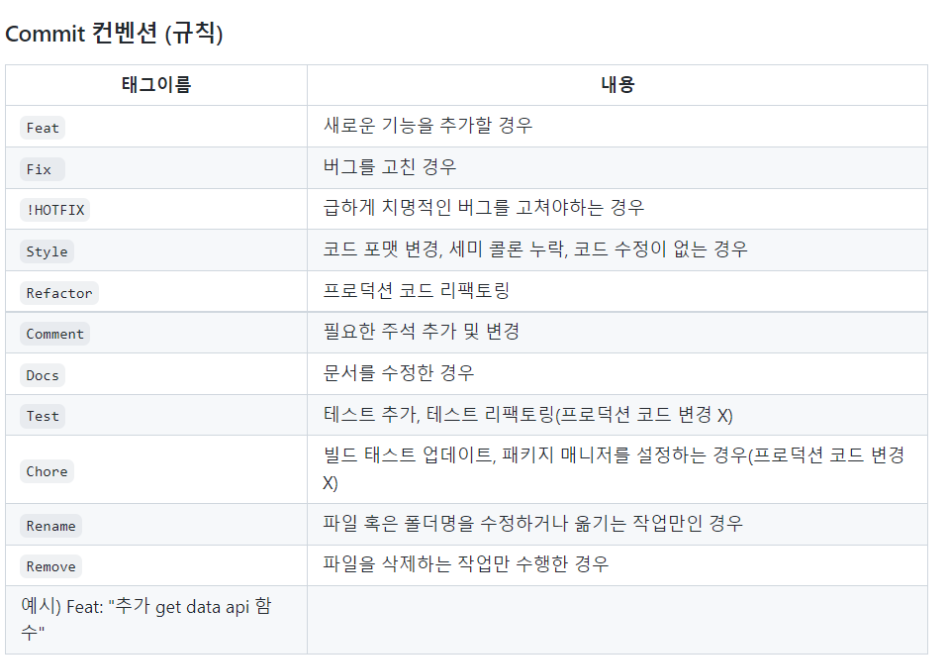 Commit 컨벤션 (규칙)
태그이름 내용
Feat 새로운 기능을 추가할 경우
Fix 버그를 고친 경우
!HOTFIX 급하게 치명적인 버그를 고쳐야하는 경우
Style 코드 포맷 변경, 세미 콜론 누락, 코드 수정이 없는 경우
Refactor 프로덕션 코드 리팩토링
Comment 필요한 주석 추가 및 변경
Docs 문서를 수정한 경우
Test 테스트 추가, 테스트 리팩토링(프로덕션 코드 변경 X)
Chore 빌드 태스트 업데이트, 패키지 매니저를 설정하는 경우(프로덕션 코드 변경
X)
Rename 파일 혹은 폴더명을 수정하거나 옮기는 작업만인 경우
Remove 파일을 삭제하는 작업만 수행한 경우
예시) Feat: "추가 get data api 함
수"